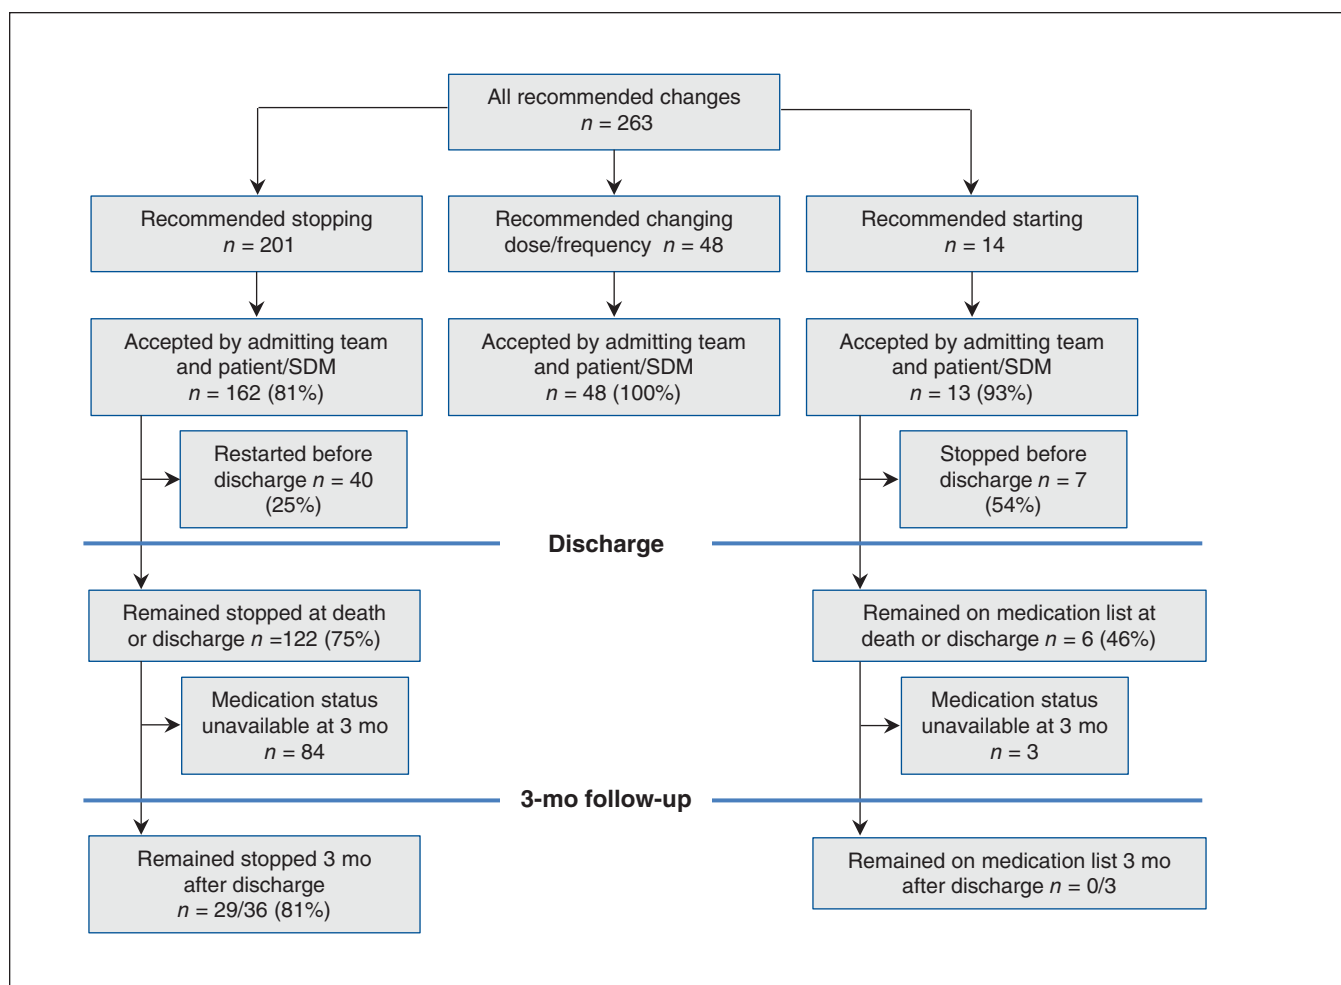 All recommended changes
n = 263
Recommended stopping
n = 201
Recommended changing
dose/frequency n = 48
Recommended starting
n = 14
Accepted by admitting team
and patient/SDM
n = 162 (81%)
Accepted by admitting team
and patient/SDM
n = 48 (100%)
Accepted by admitting team
and patient/SDM
n = 13 (93%)
Restarted before
discharge n = 40
(25%)
Stopped before
discharge n = 7
(54%)
Discharge
Remained stopped at death
or discharge n =122 (75%)
Remained on medication list at
death or discharge n = 6 (46%)
Medication status
unavailable at 3 mo
n = 84
Medication status
unavailable at 3 mo
n = 3
3-mo follow-up
Remained stopped 3 mo
after discharge
n = 29/36 (81%)
Remained on medication list 3 mo
after discharge n = 0/3